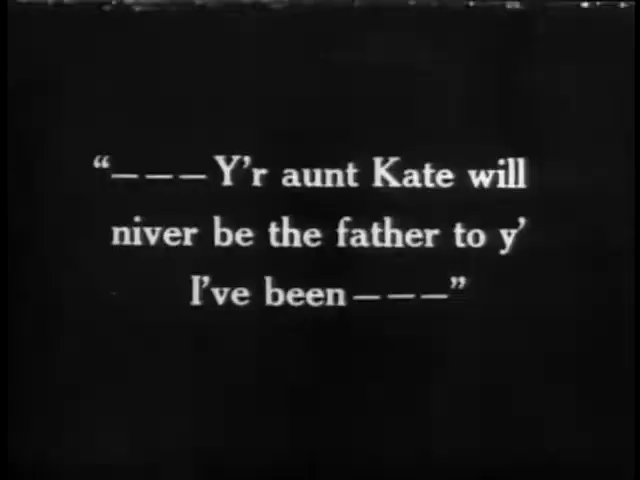 “———Y’r aunt Kate will
niver be the father to y’
I’ve been———”